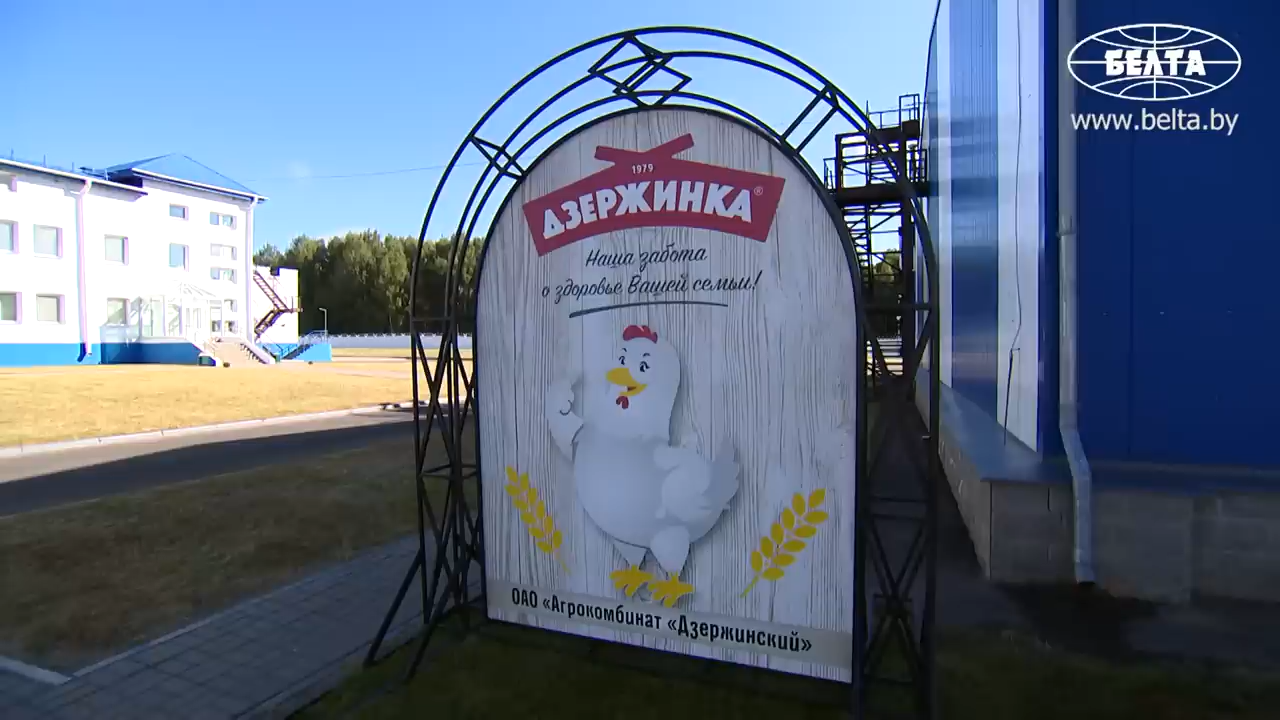 БЕЛТА
www.belta.by
1979
ДЗЕРЖИНКА®
Наша забота
о здоровье Вашей семьи!
ОАО «Агрокомбинат «Дзержинский»